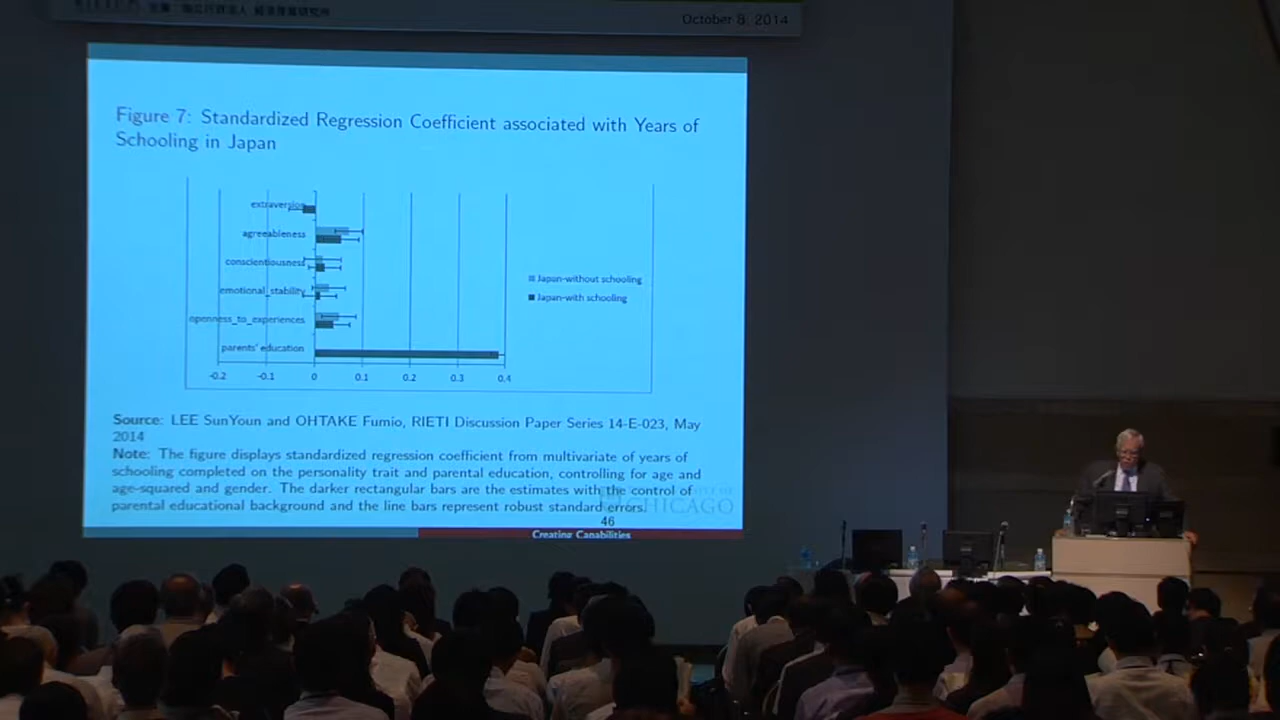 October 8, 2014
Figure 7: Standardized Regression Coefficient associated with Years of
Schooling in Japan
extraversion
agreeableness
conscientiousness
emotional_stability
openness_to_experiences
parents' education
-0.2 -0.1 0 0.1 0.2 0.3 0.4
Japan-without schooling
Japan-with schooling
Source: LEE SunYoun and OHTAKE Fumio, RIETI Discussion Paper Series 14-E-023, May
2014
Note: The figure displays standardized regression coefficient from multivariate of years of
schooling completed on the personality trait and parental education, controlling for age and
age-squared and gender. The darker rectangular bars are the estimates with the control of
parental educational background and the line bars represent robust standard errors.
CHICAGO
46
Creating Capabilities